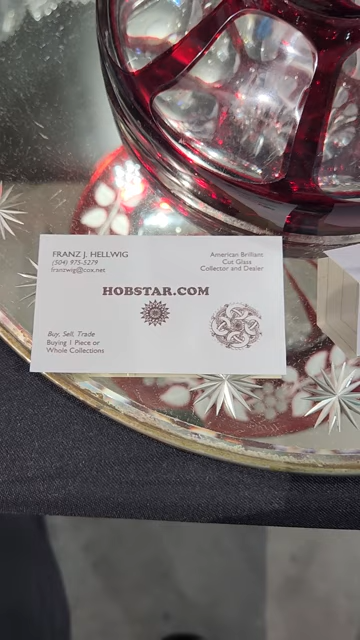 FRANZ J. HELLWIG
(504) 975-5279
franzwig@cox.net
American Brilliant
Cut Glass
Collector and Dealer
HOBSTAR.COM
Buy, Sell, Trade
Buying 1 Piece or
Whole Collections